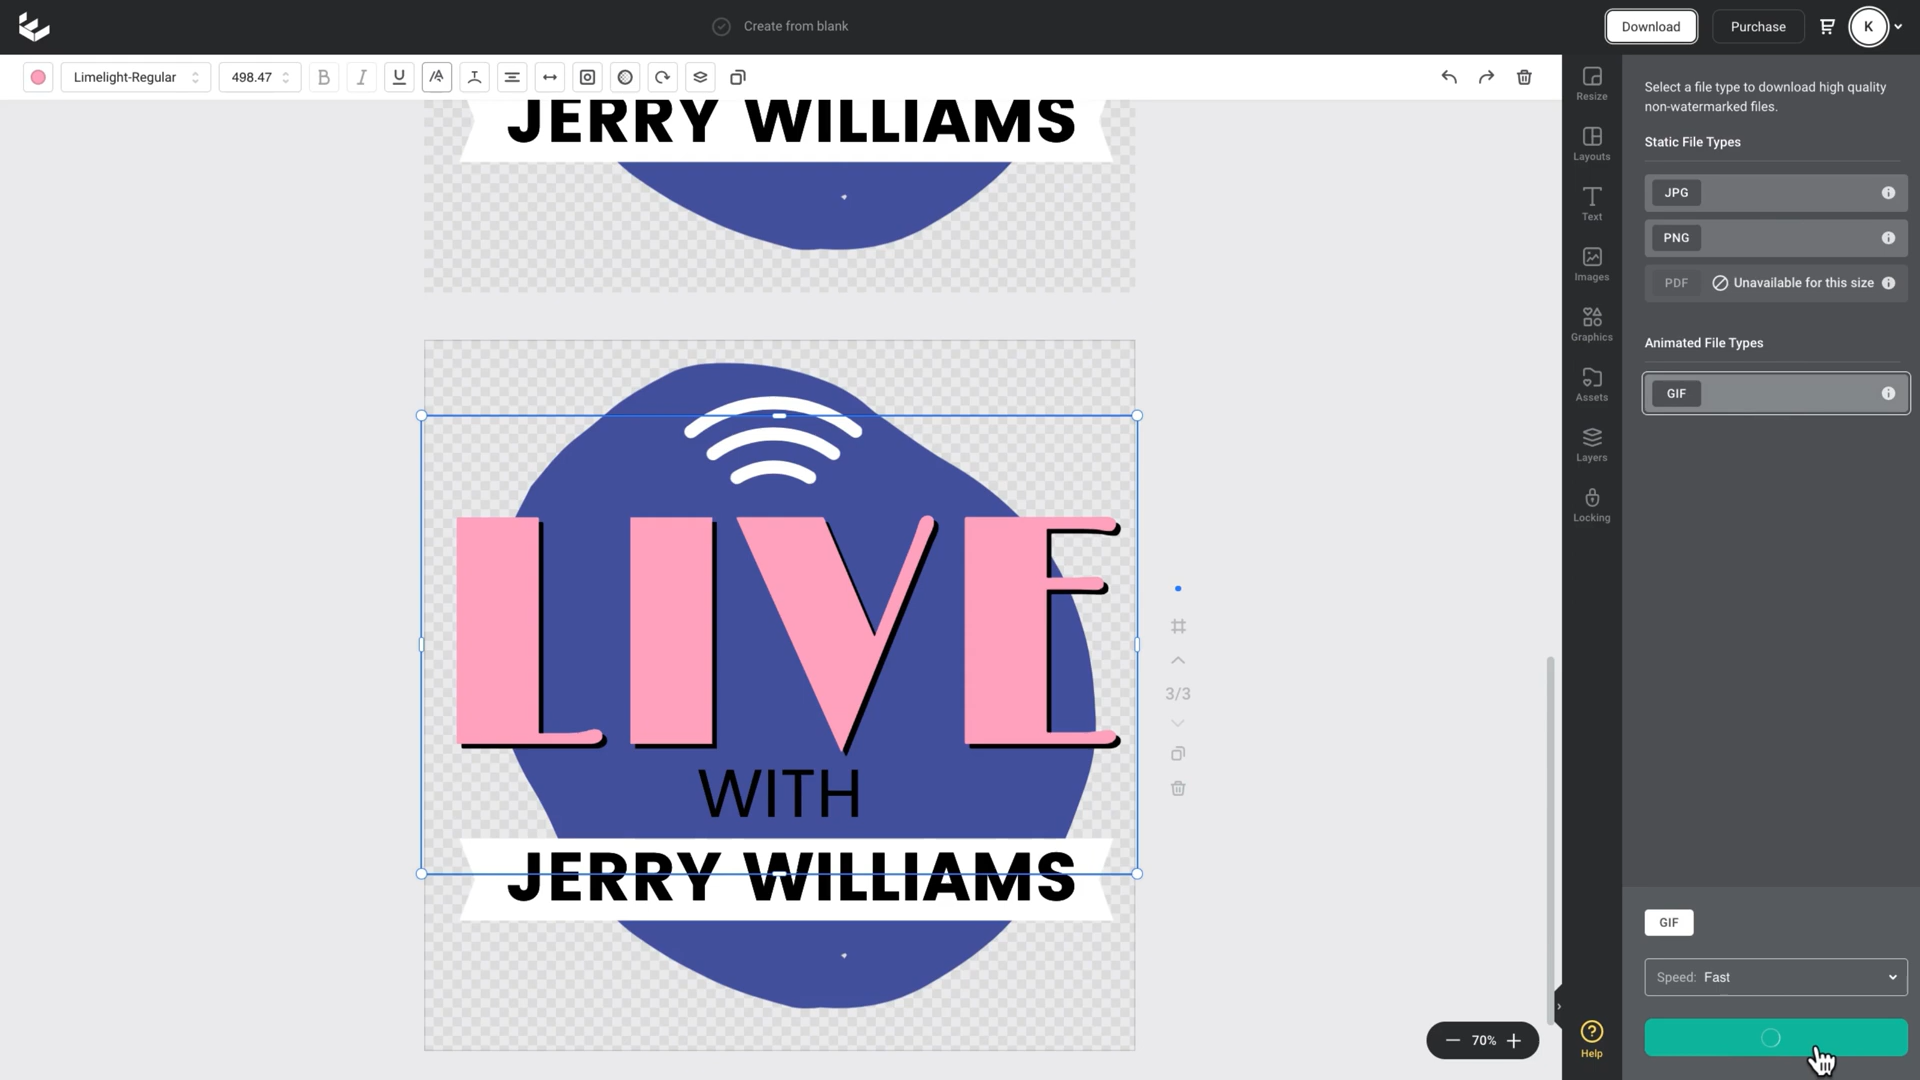 Create from blank
Download
Purchase
K
Limelight-Regular
498.47
B
I
U
A
T
Resize
Layouts
Text
Images
Graphics
Assets
Layers
Locking
Help
Select a file type to download high quality
non-watermarked files.
Static File Types
JPG
PNG
PDF
Unavailable for this size
Animated File Types
GIF
JERRY WILLIAMS
LIVE
WITH
JERRY WILLIAMS
3/3
GIF
Speed: Fast
70%